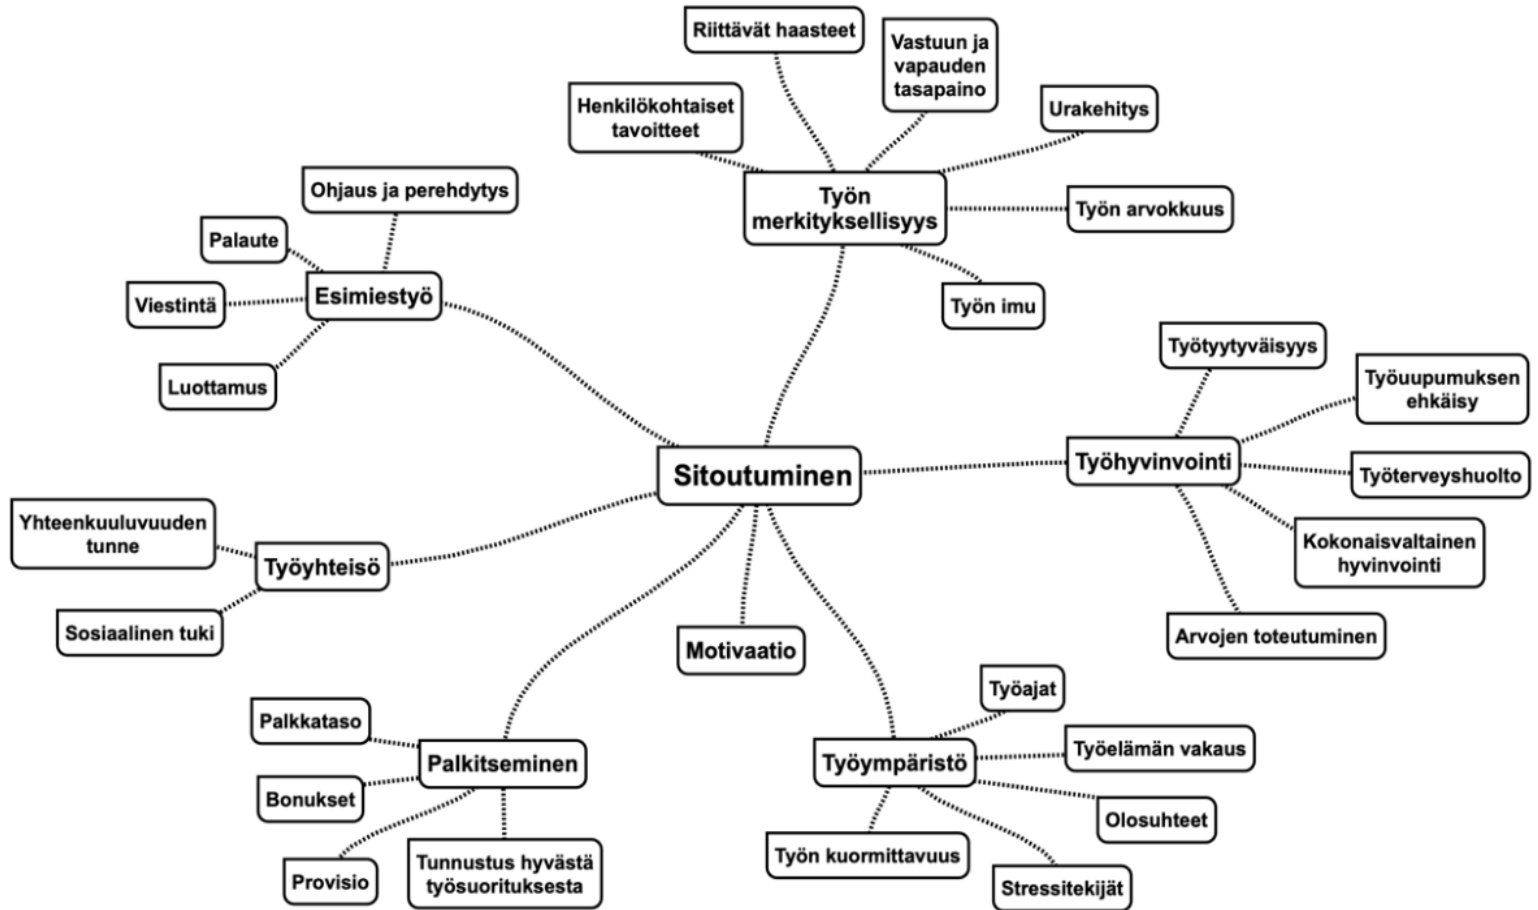 Riittävät haasteet
Vastuun ja
vapauden
tasapaino
Henkilökohtaiset
tavoitteet
Urakehitys
Työn
merkityksellisyys
Työn arvokkuus
Työn imu
Ohjaus ja perehdytys
Palaute
Esimiestyö
Viestintä
Luottamus
Työtyytyväisyys
Työuupumuksen
ehkäisy
Työhyvinvointi
Työterveyshuolto
Kokonaisvaltainen
hyvinvointi
Arvojen toteutuminen
Sitoutuminen
Yhteenkuuluvuuden
tunne
Työyhteisö
Sosiaalinen tuki
Motivaatio
Palkkataso
Palkitseminen
Bonukset
Provisio
Tunnustus hyvästä
työsuorituksesta
Työajat
Työympäristö
Työelämän vakaus
Olosuhteet
Työn kuormittavuus
Stressitekijät